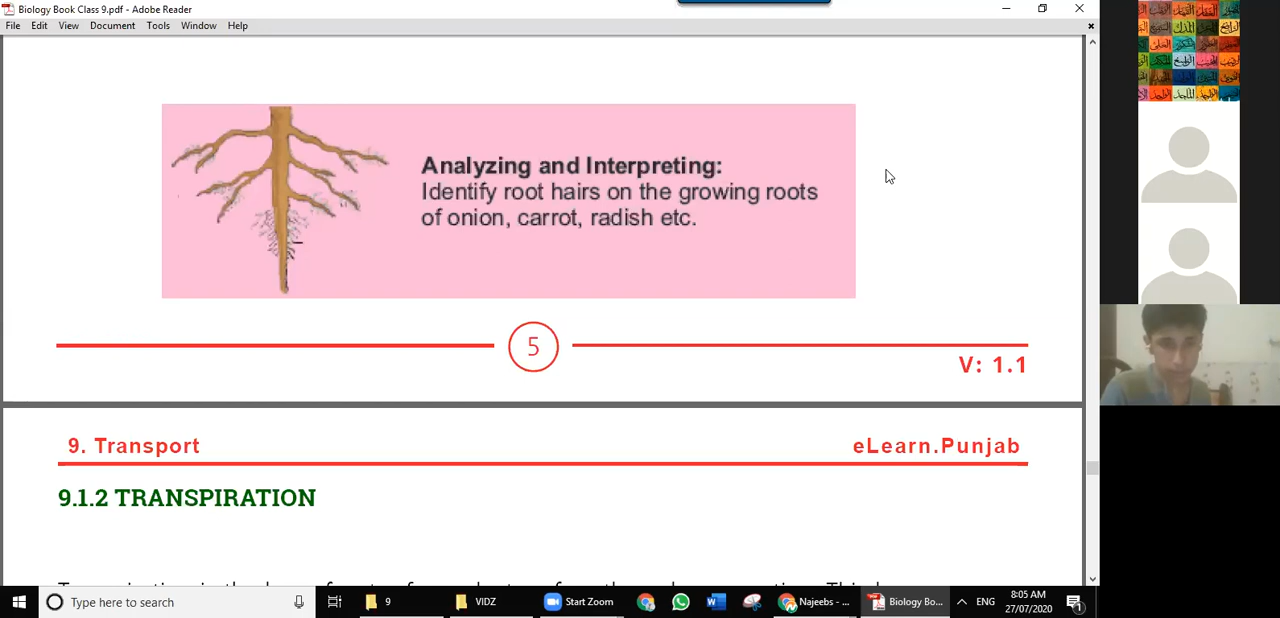 Biology Book Class 9.pdf - Adobe Reader
File Edit View Document Tools Window Help
Analyzing and Interpreting:
Identify root hairs on the growing roots
of onion, carrot, radish etc.
5
V: 1.1
9. Transport
eLearn.Punjab
9.1.2 TRANSPIRATION
Type here to search
9
VIDZ
Start Zoom
Najeebs - ...
Biology Bo...
ENG
8:05 AM
27/07/2020
1